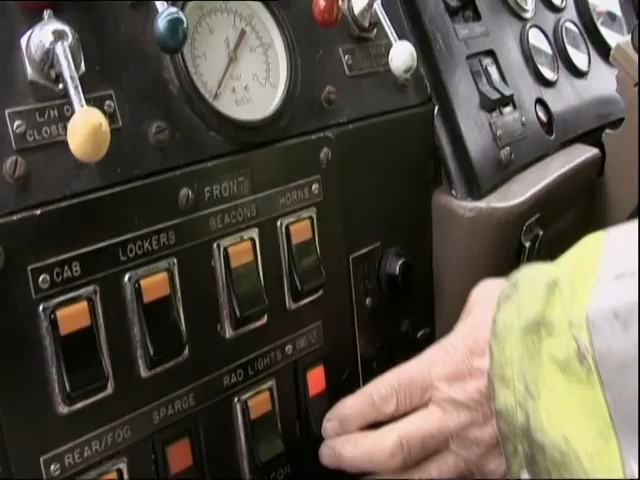 L/H D
CLOSE
FRONT
CAB LOCKERS BEACONS HORNS
REAR/FOG SPARGE RAD LIGHTS